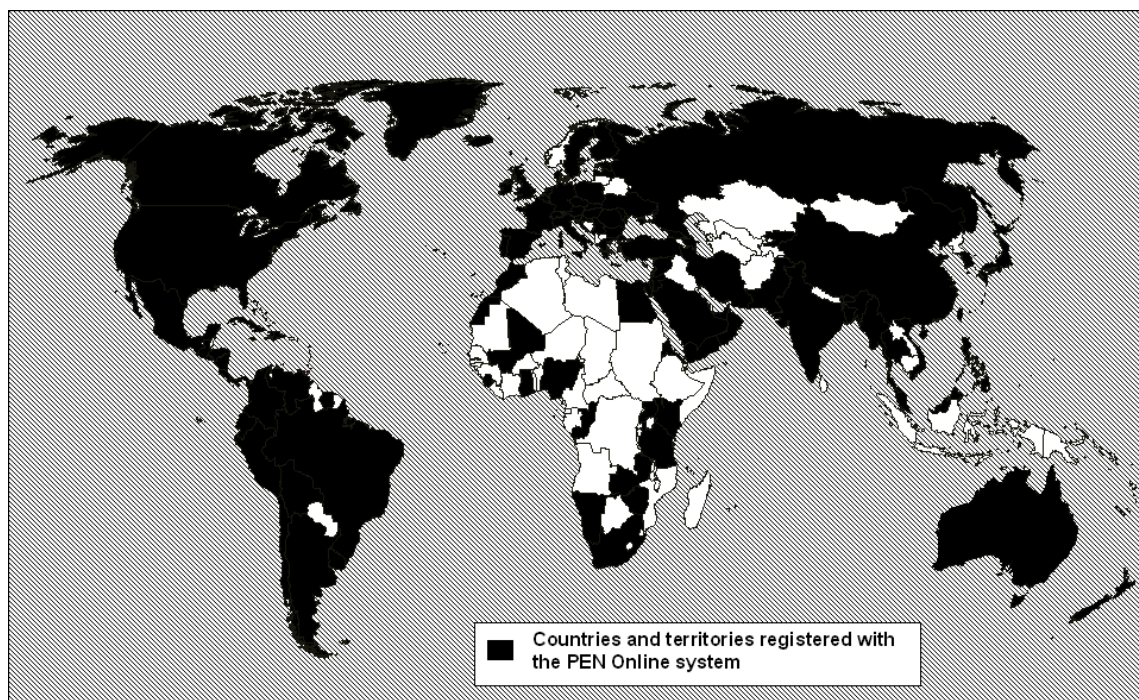 Countries and territories registered with
the PEN Online system